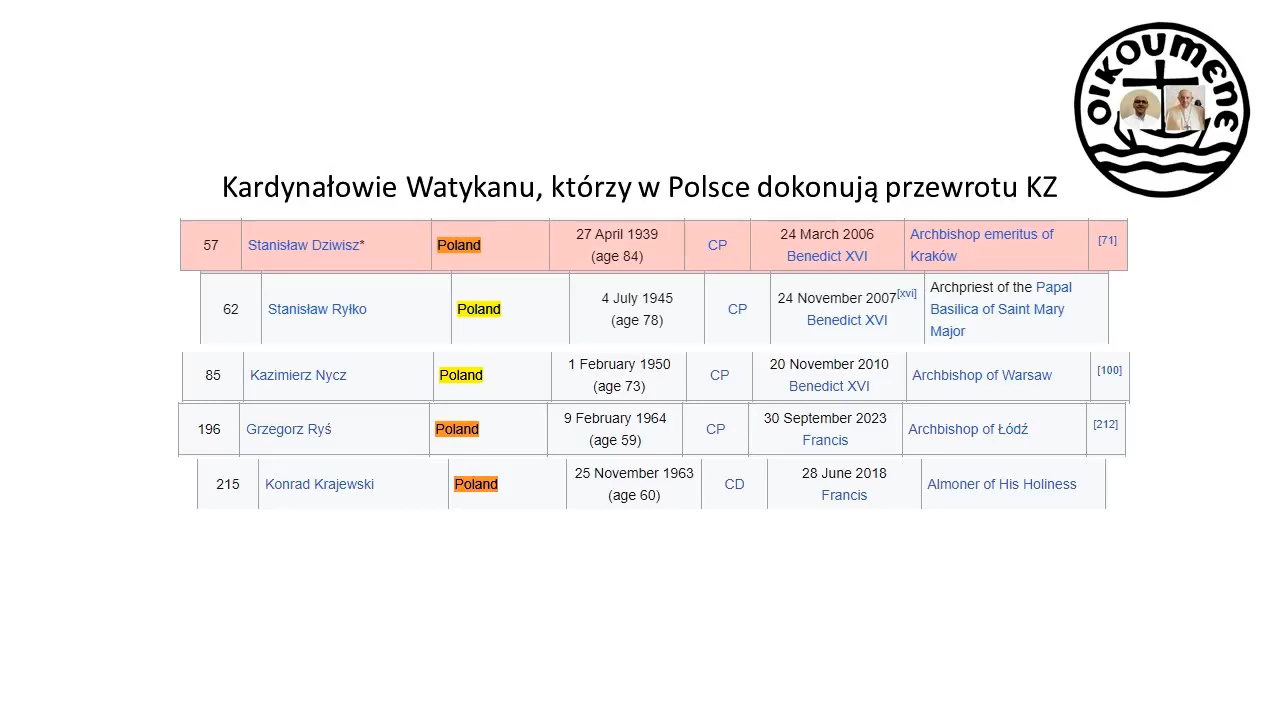 OIKOUMENE
Kardynałowie Watykanu, którzy w Polsce dokonują przewrotu KZ
57 Stanisław Dziwisz* Poland 27 April 1939 (age 84) CP 24 March 2006 Benedict XVI Archbishop emeritus of Kraków [71]
62 Stanisław Ryłko Poland 4 July 1945 (age 78) CP 24 November 2007[xvi] Benedict XVI Archpriest of the Papal Basilica of Saint Mary Major
85 Kazimierz Nycz Poland 1 February 1950 (age 73) CP 20 November 2010 Benedict XVI Archbishop of Warsaw [100]
196 Grzegorz Ryś Poland 9 February 1964 (age 59) CP 30 September 2023 Francis Archbishop of Łódź [212]
215 Konrad Krajewski Poland 25 November 1963 (age 60) CD 28 June 2018 Francis Almoner of His Holiness